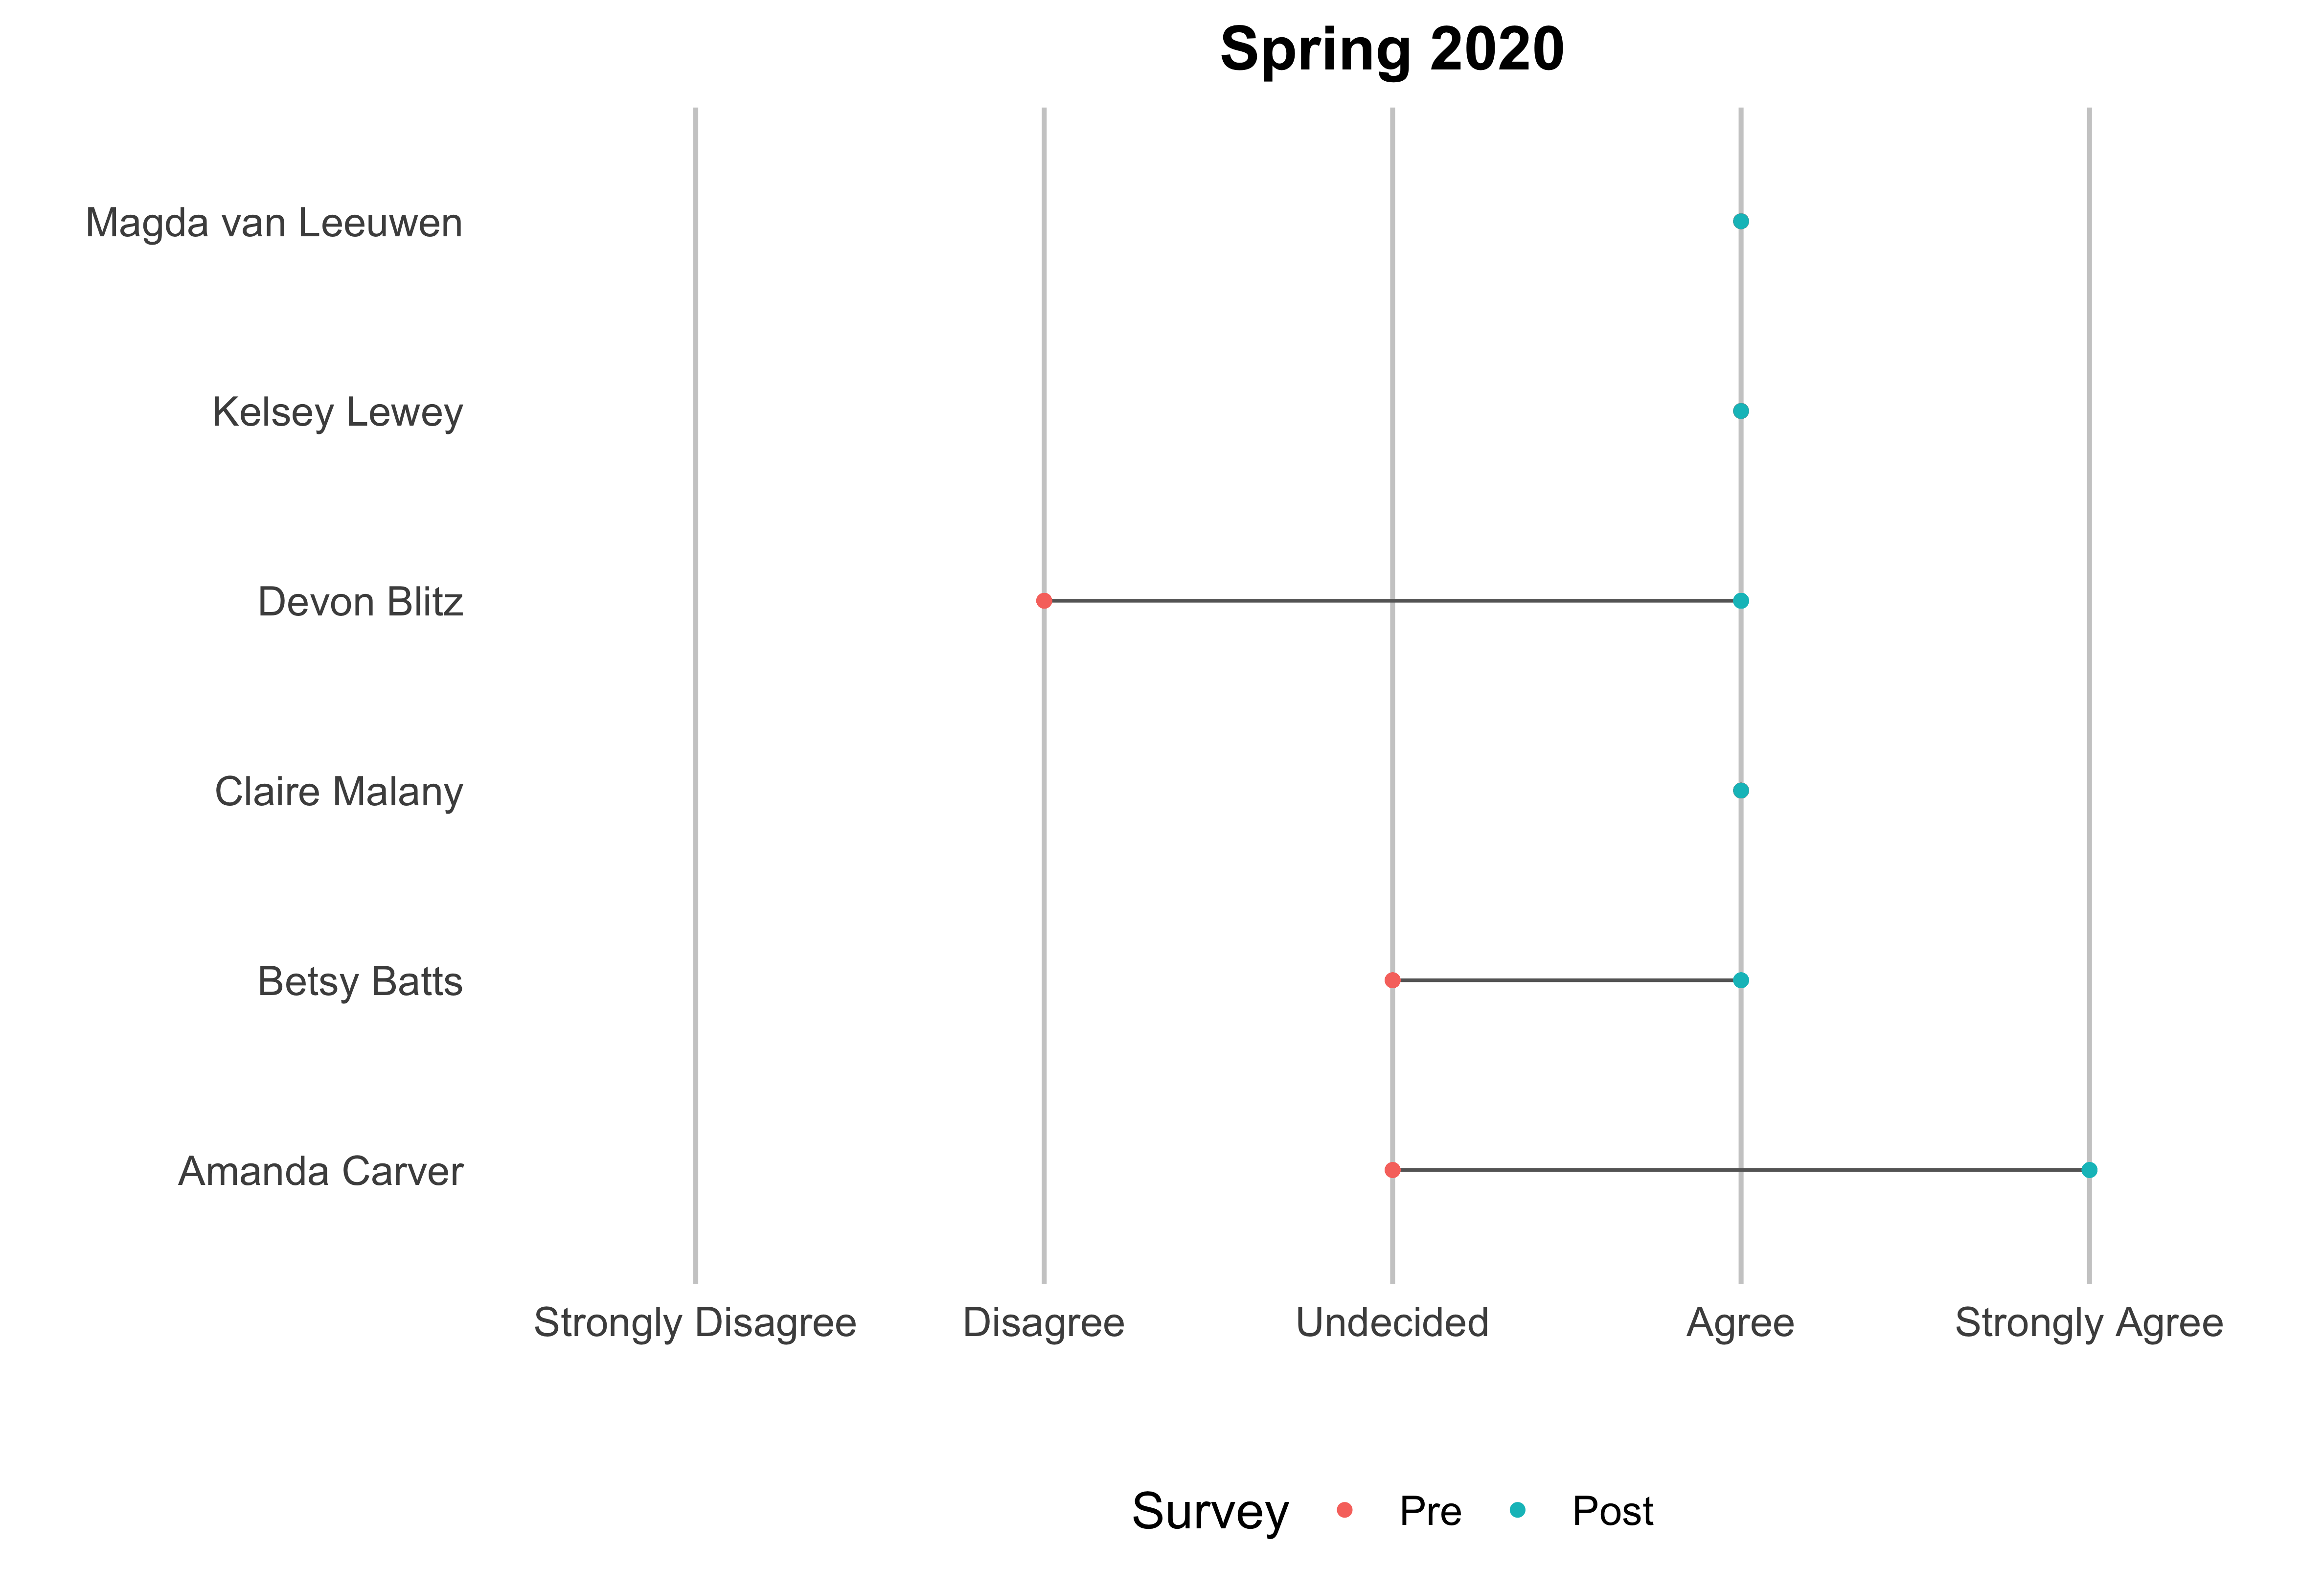 Spring 2020
Magda van Leeuwen
Kelsey Lewey
Devon Blitz
Claire Malany
Betsy Batts
Amanda Carver
Strongly Disagree Disagree Undecided Agree Strongly Agree
Survey Pre Post